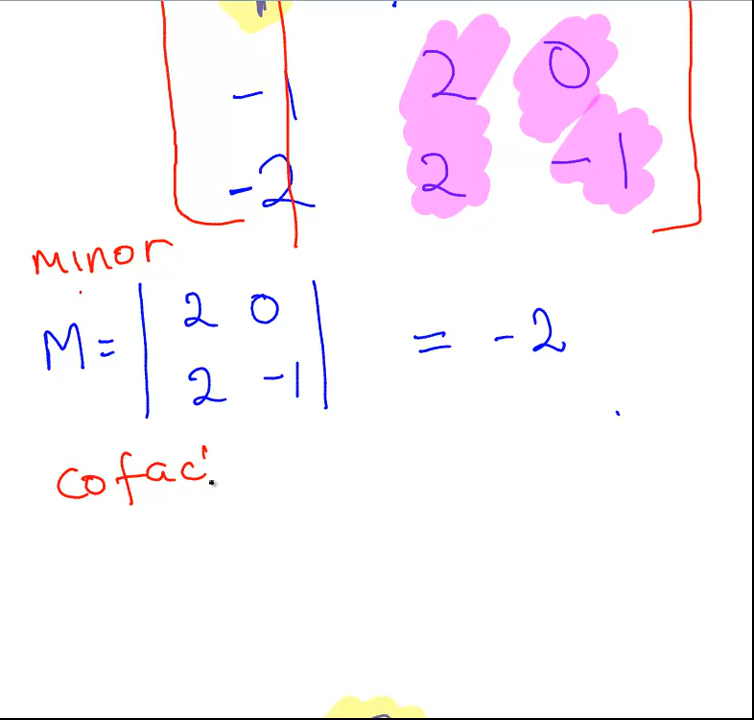 -1 2 0
-2 2 -1
Minor
M = | 2 0 | = -2
| 2 -1 |
cofac